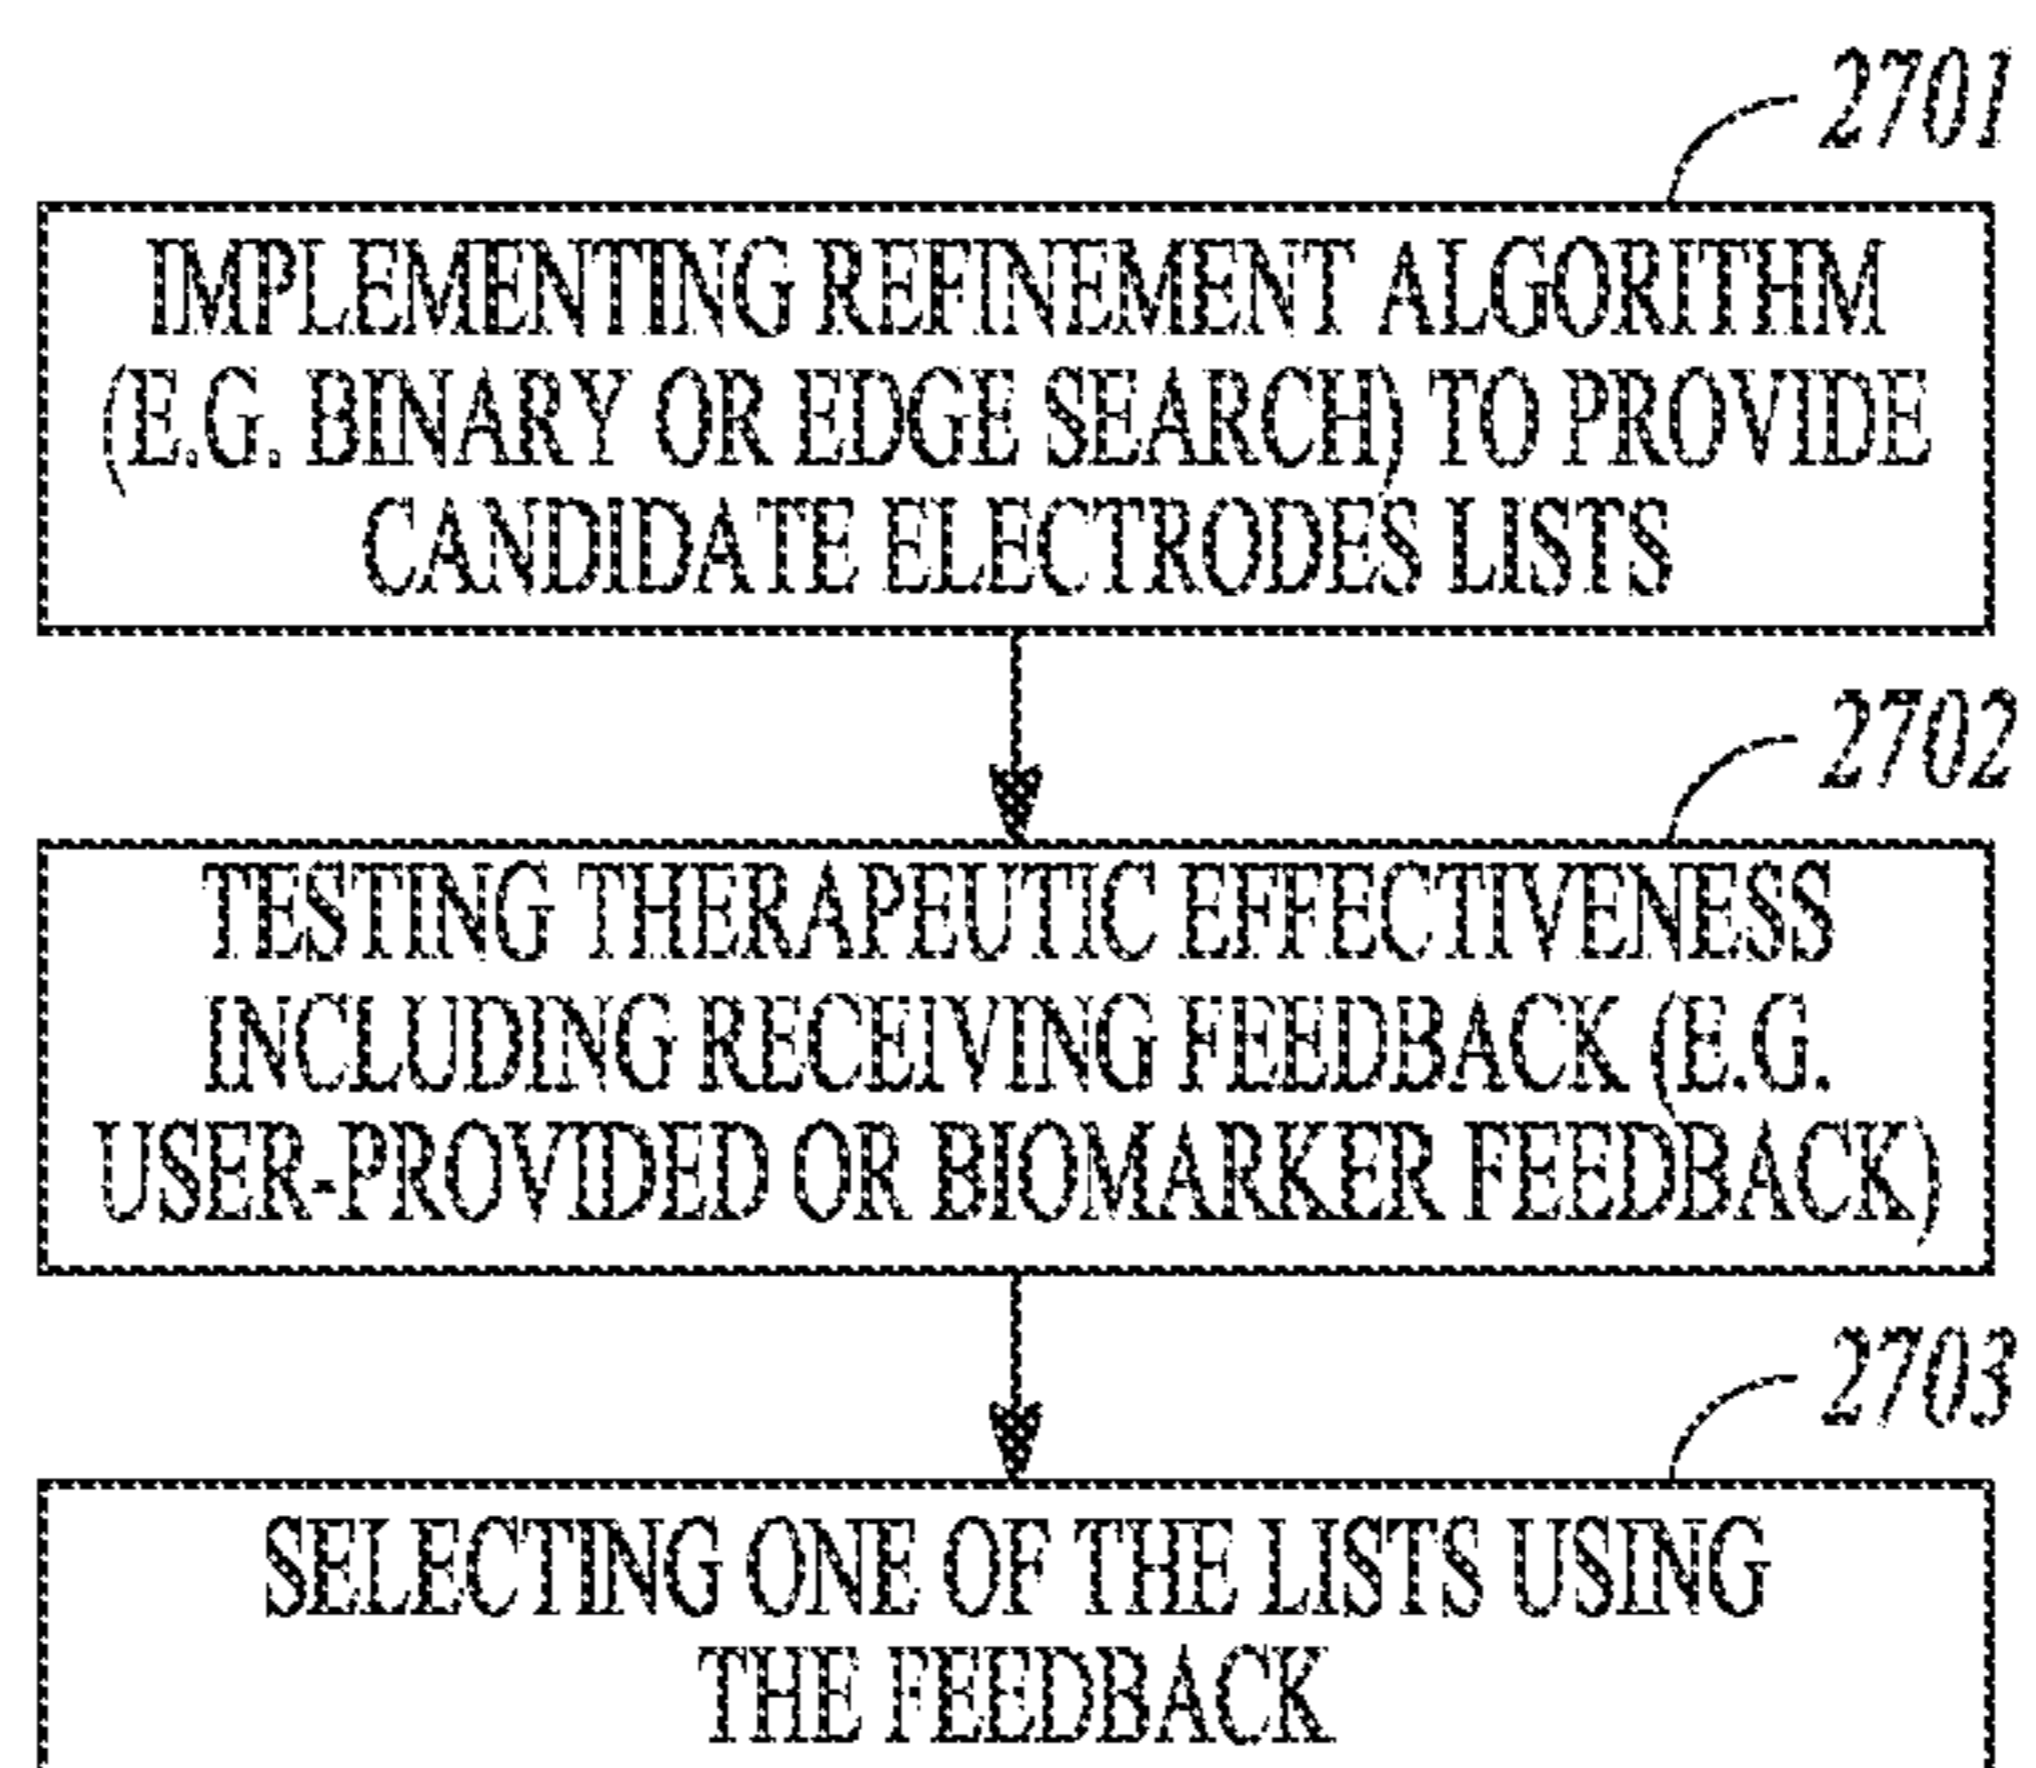 2701
IMPLEMENTING REFINEMENT ALGORITHM
(E.G. BINARY OR EDGE SEARCH) TO PROVIDE
CANDIDATE ELECTRODES LISTS
2702
TESTING THERAPEUTIC EFFECTIVENESS
INCLUDING RECEIVING FEEDBACK (E.G.
USER-PROVIDED OR BIOMARKER FEEDBACK)
2703
SELECTING ONE OF THE LISTS USING
THE FEEDBACK